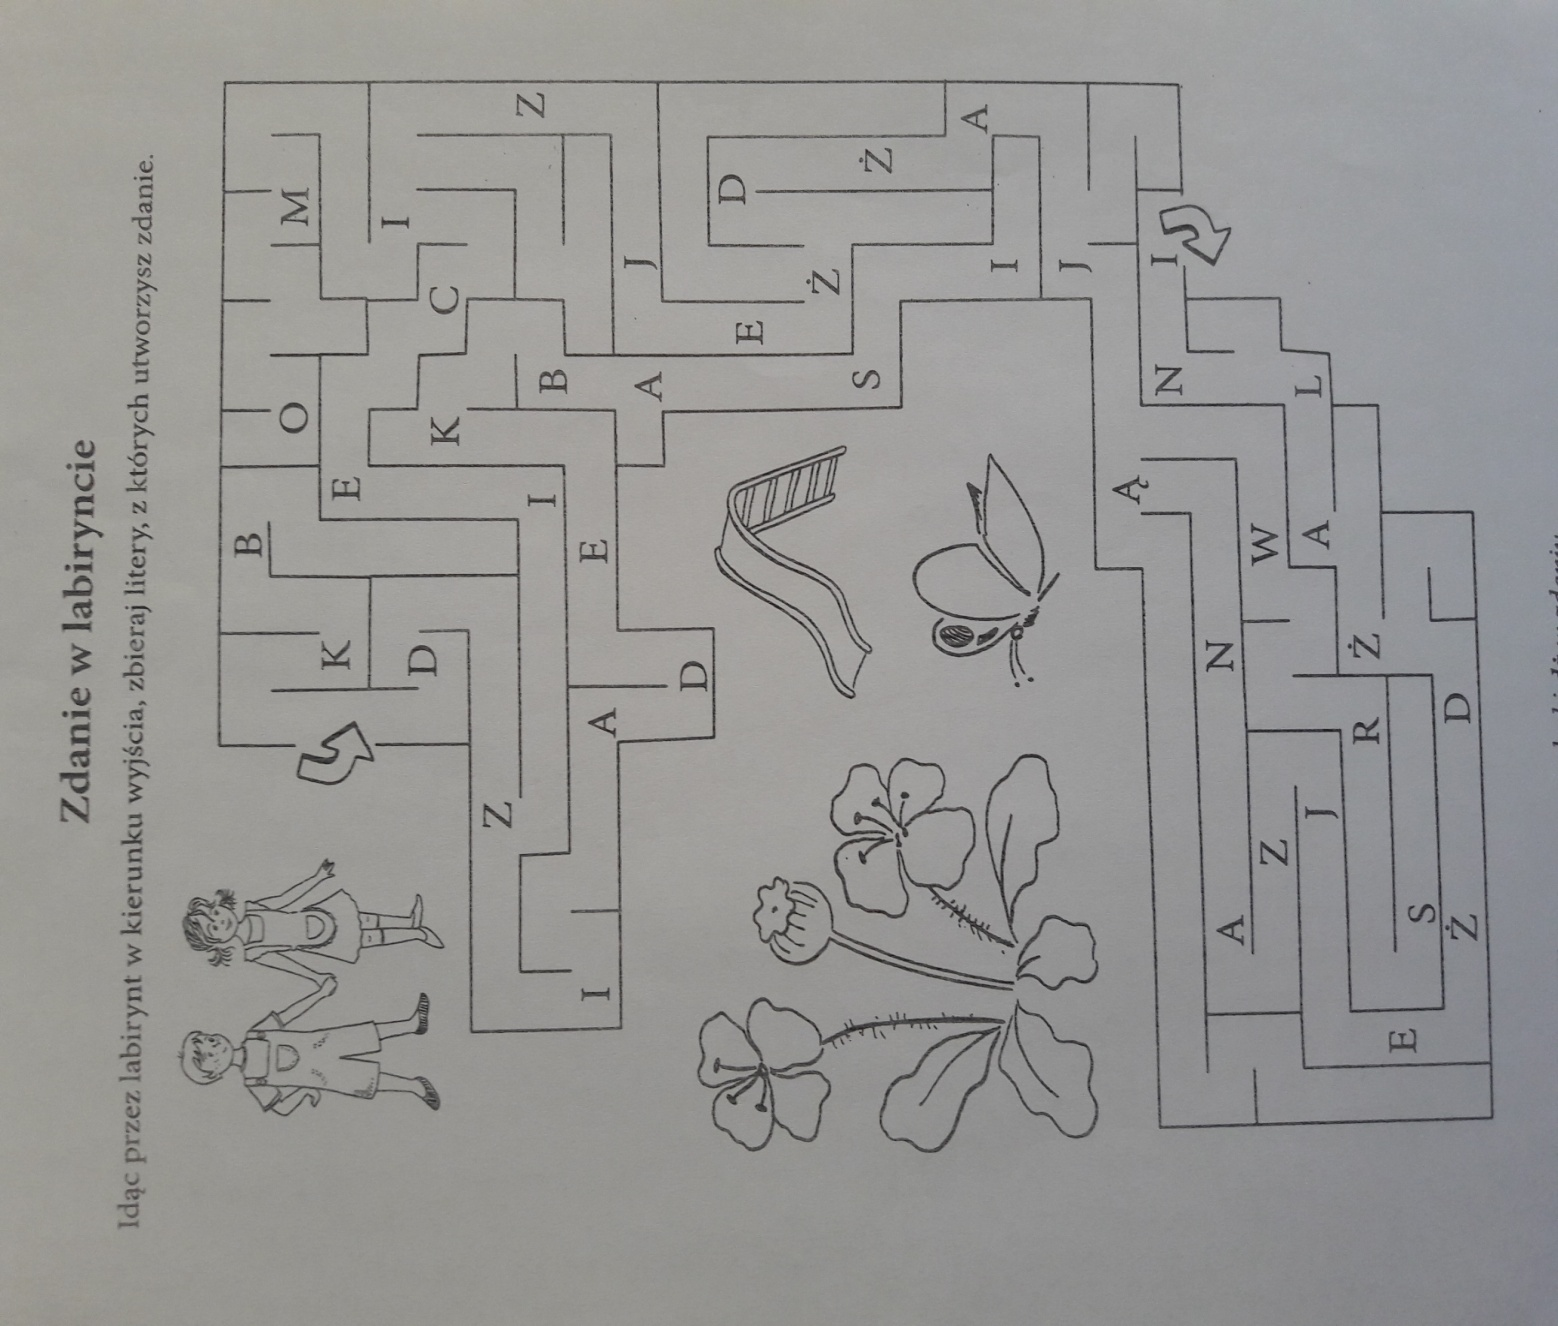 Zdanie w labiryncie
Idąc przez labirynt w kierunku wyjścia, zbieraj litery, z których utworzysz zdanie.
B
O M
K E
D I
K C
Z
I B Z
I A E
A J
D
E D
Ż
S Ż
A
I
J
Ą
N I
A N
Z W
L
J A
R Ż
E S
Ż D